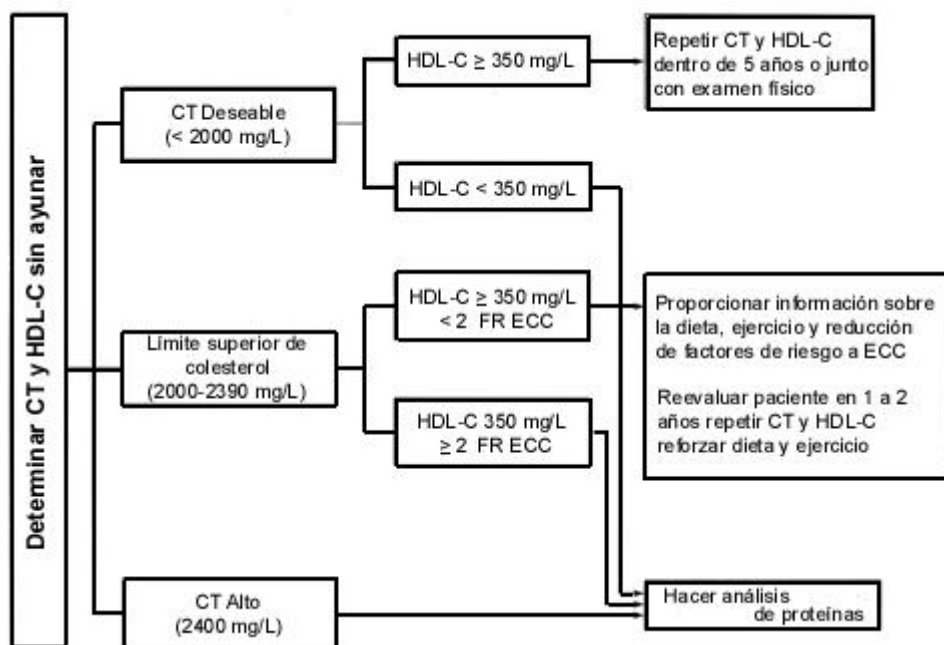 Determinar CT y HDL-C sin ayunar
CT Deseable
(< 2000 mg/L)
HDL-C ≥ 350 mg/L
Repetir CT y HDL-C
dentro de 5 años o junto
con examen físico
HDL-C < 350 mg/L
Límite superior de
colesterol
(2000-2390 mg/L)
HDL-C ≥ 350 mg/L
< 2 FR ECC
Proporcionar información sobre
la dieta, ejercicio y reducción
de factores de riesgo a ECC
Reevaluar paciente en 1 a 2
años repetir CT y HDL-C
reforzar dieta y ejercicio
HDL-C 350 mg/L
≥ 2 FR ECC
CT Alto
(2400 mg/L)
Hacer análisis
de proteínas